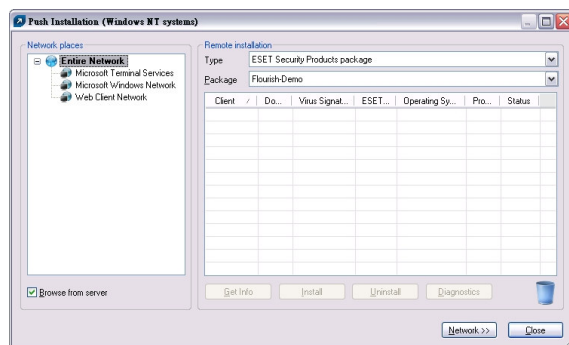 Push Installation (Windows NT systems)
Network places
Entire Network
Microsoft Terminal Services
Microsoft Windows Network
Web Client Network
Browse from server
Remote installation
Type ESET Security Products package
Package Flourish-Demo
Client / Do... Virus Signat... ESET... Operating Sy... Pro... Status
Get Info Install Uninstall Diagnostics
Network >> Close